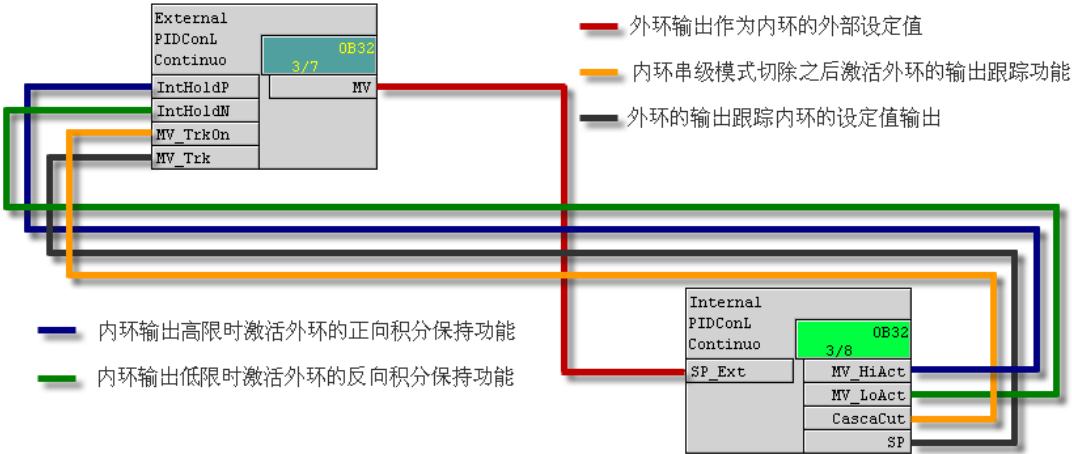 External
PIDConL
Continuo
OB32
3/7
IntHoldP
MV
IntHoldN
MV_TrkOn
MV_Trk
外环输出作为内环的外部设定值
内环串级模式切除之后激活外环的输出跟踪功能
外环的输出跟踪内环的设定值输出
内环输出高限时激活外环的正向积分保持功能
内环输出低限时激活外环的反向积分保持功能
Internal
PIDConL
Continuo
OB32
3/8
SP_Ext
MV_HiAct
MV_LoAct
CascaCut
SP